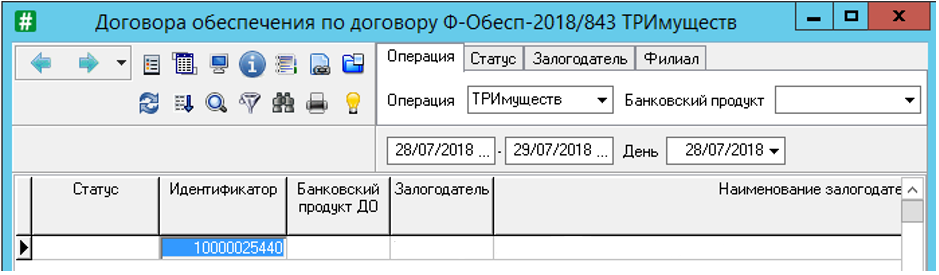 # Договора обеспечения по договору Ф-Обесп-2018/843 ТРИмуществ
Операция Статус Залогодатель Филиал
Операция ТРИмуществ Банковский продукт
28/07/2018 ... - 29/07/2018 ... День 28/07/2018
Статус Идентификатор Банковский продукт ДО Залогодатель Наименование залогодате
10000025440